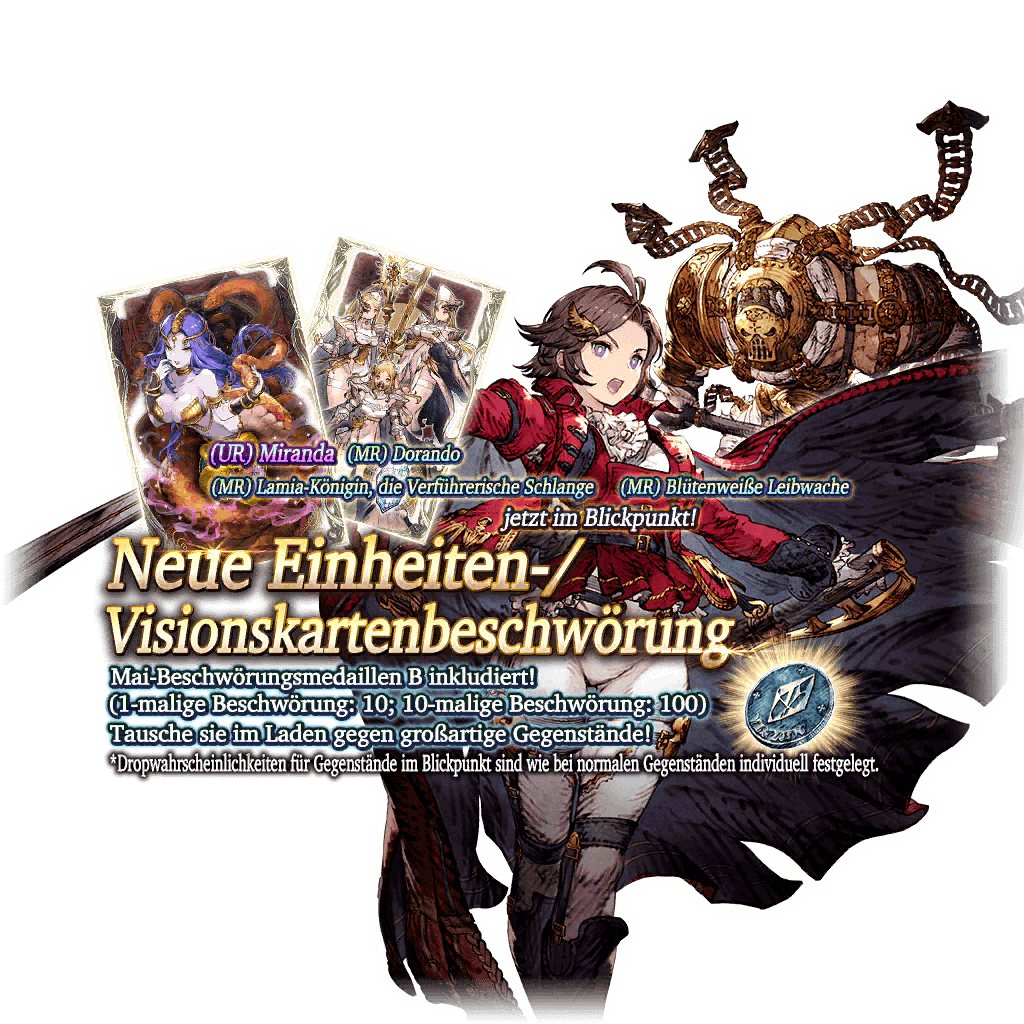 (UR) Miranda (MR) Dorando
(MR) Lamia-Königin, die Verführerische Schlange (MR) Blütenweiße Leibwache
jetzt im Blickpunkt!
Neue Einheiten-/
Visionskartenbeschwörung
Mai-Beschwörungsmedaillen B inkludiert!
(1-malige Beschwörung: 10; 10-malige Beschwörung: 100)
Tausche sie im Laden gegen großartige Gegenstände!
*Dropwahrscheinlichkeiten für Gegenstände im Blickpunkt sind wie bei normalen Gegenständen individuell festgelegt.